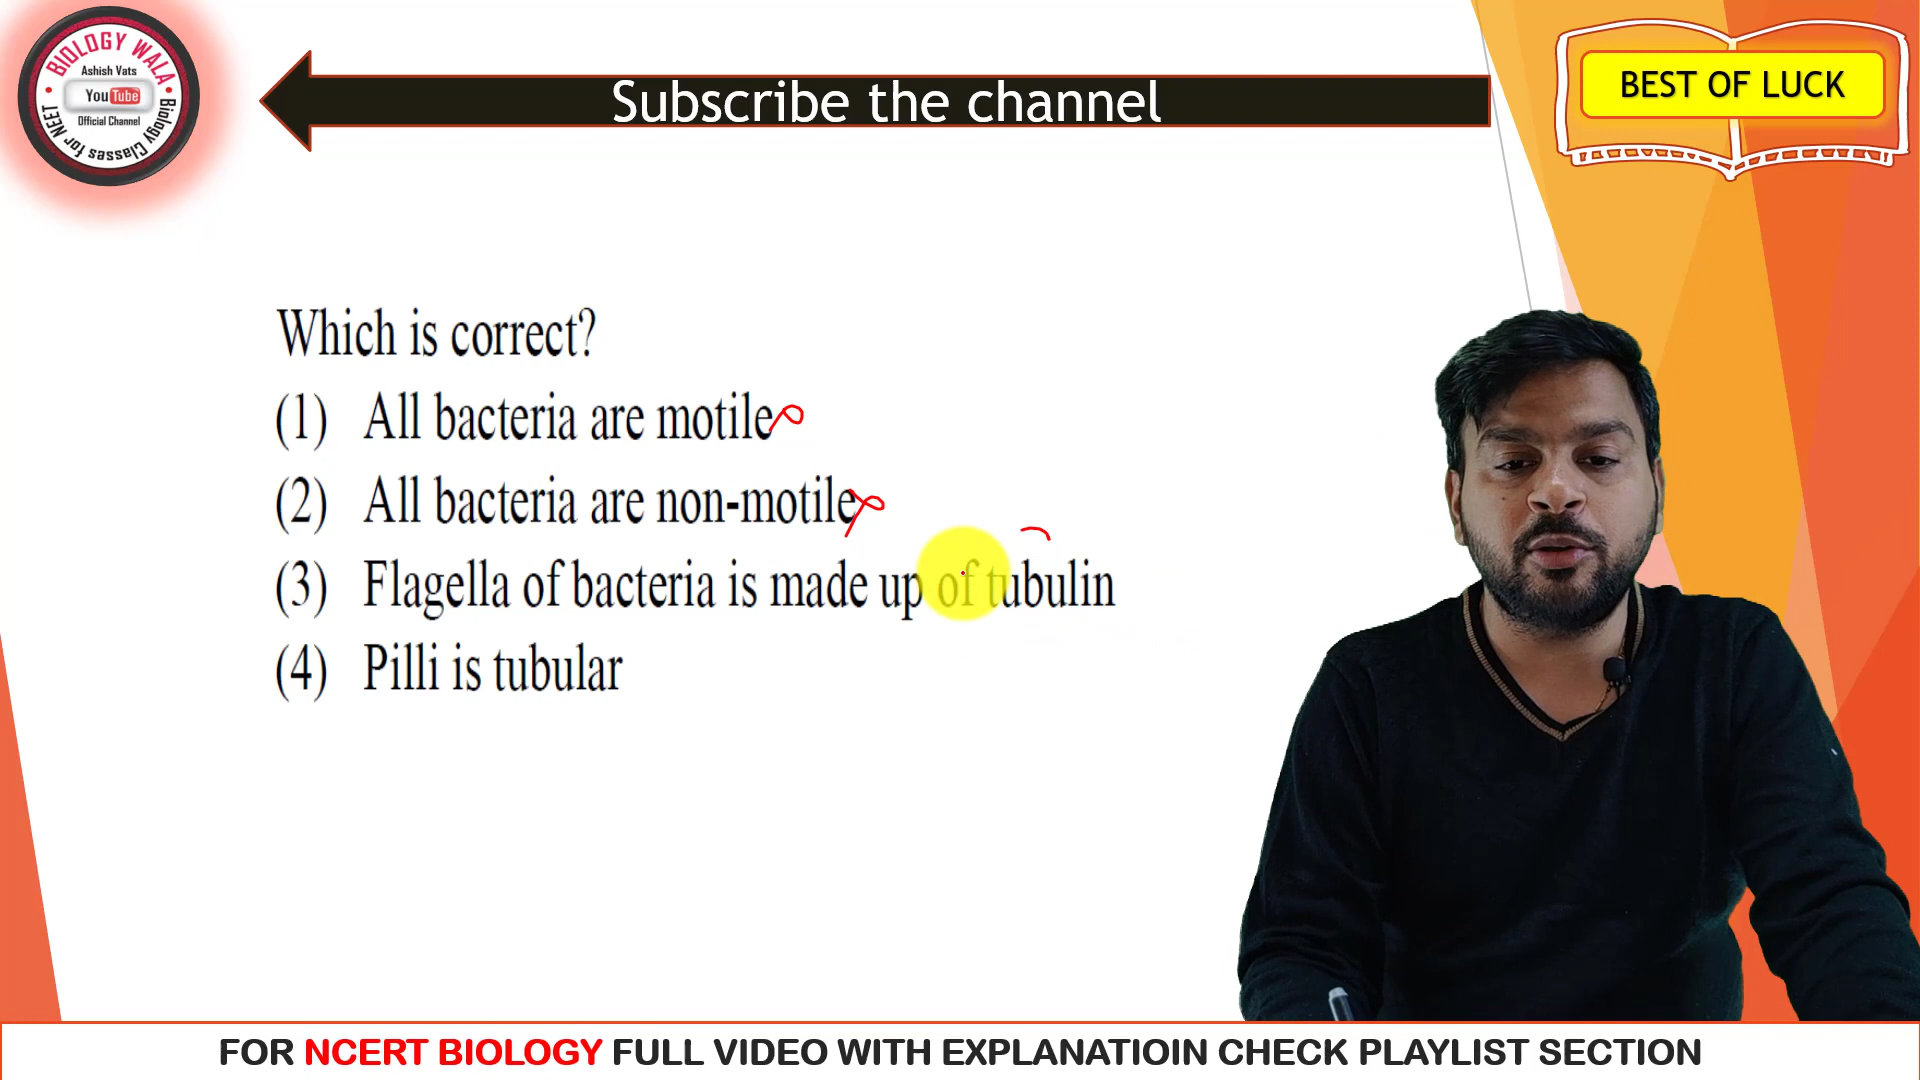 BIOLOGY WALA
Ashish Vats
YouTube
Official Channel
Biology Classes for NEET
Subscribe the channel
BEST OF LUCK
Which is correct?
(1) All bacteria are motile
(2) All bacteria are non-motile
(3) Flagella of bacteria is made up of tubulin
(4) Pilli is tubular
FOR NCERT BIOLOGY FULL VIDEO WITH EXPLANATIOIN CHECK PLAYLIST SECTION